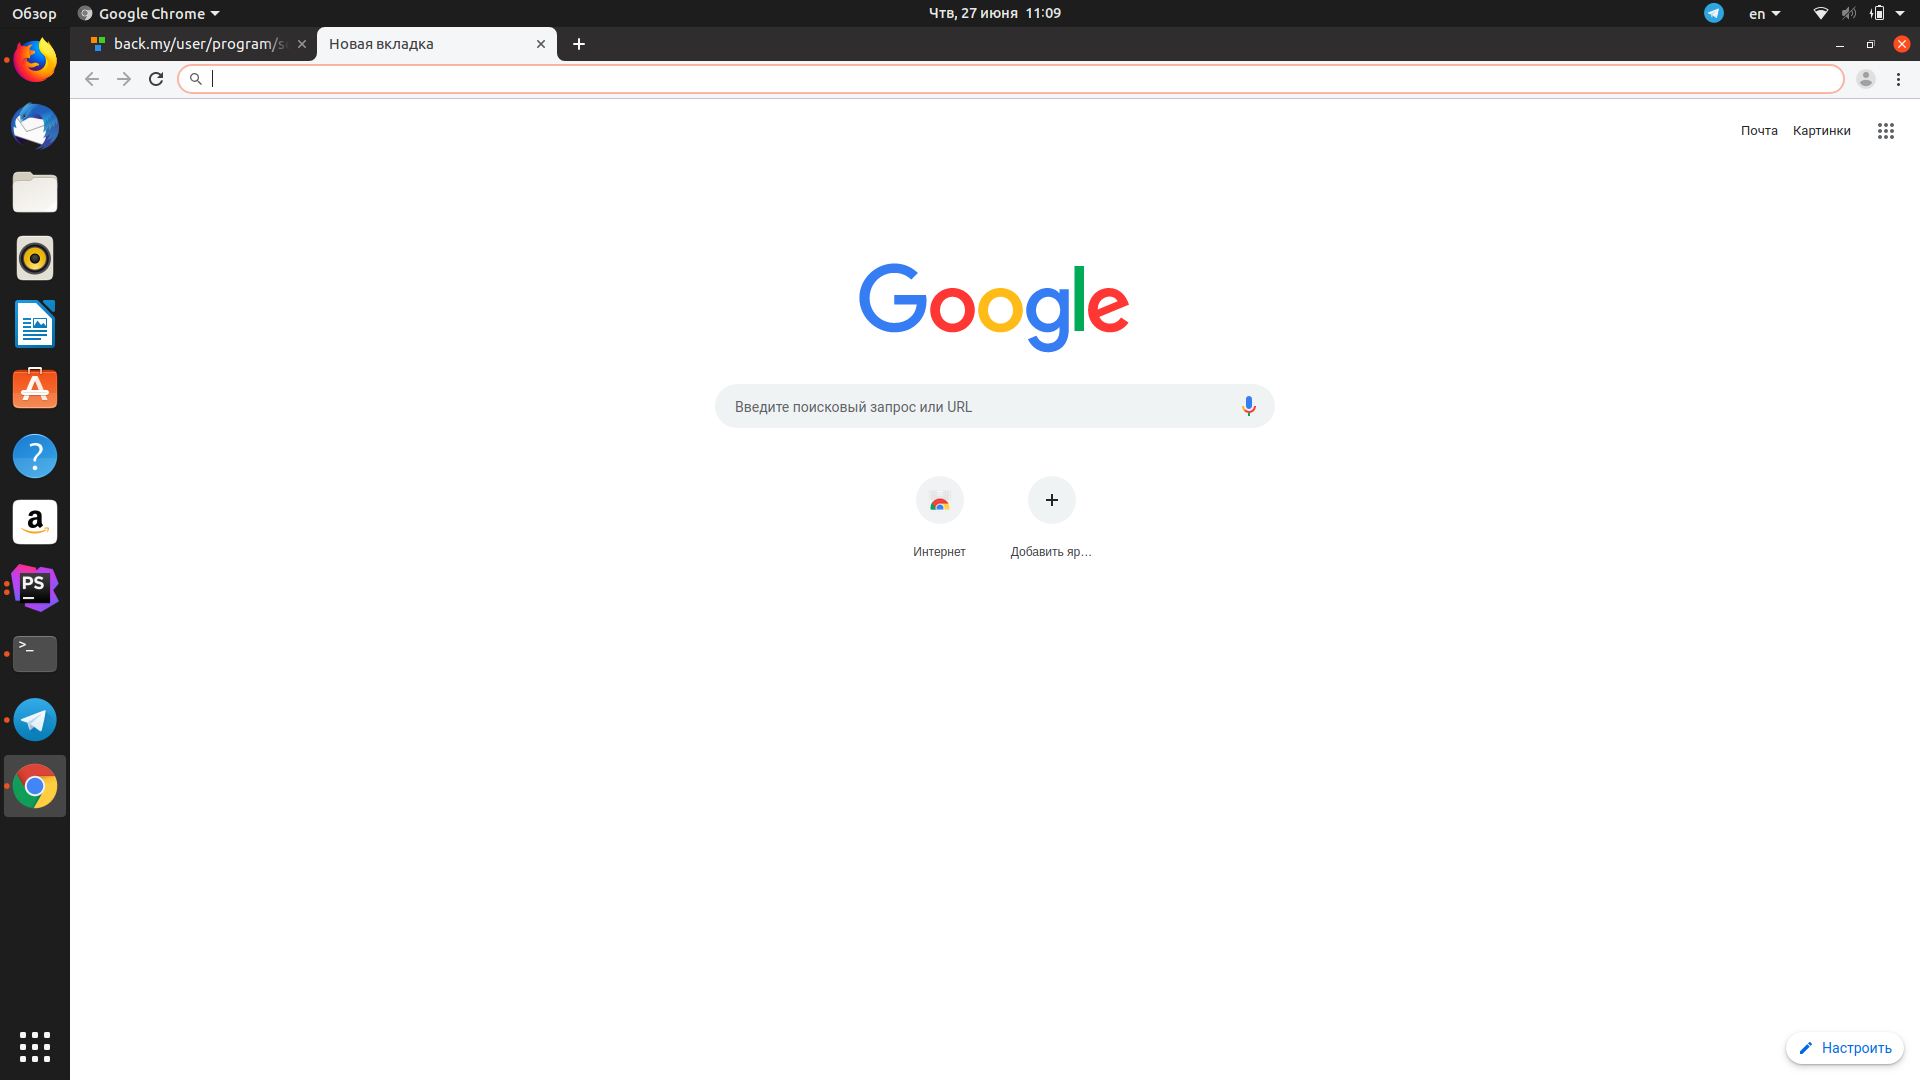 Обзор
Google Chrome
Чтв, 27 июня 11:09
en
back.my/user/program/s
Новая вкладка
Почта
Картинки
Google
Введите поисковый запрос или URL
Интернет
Добавить яр…
a
PS
>_
?
Настроить